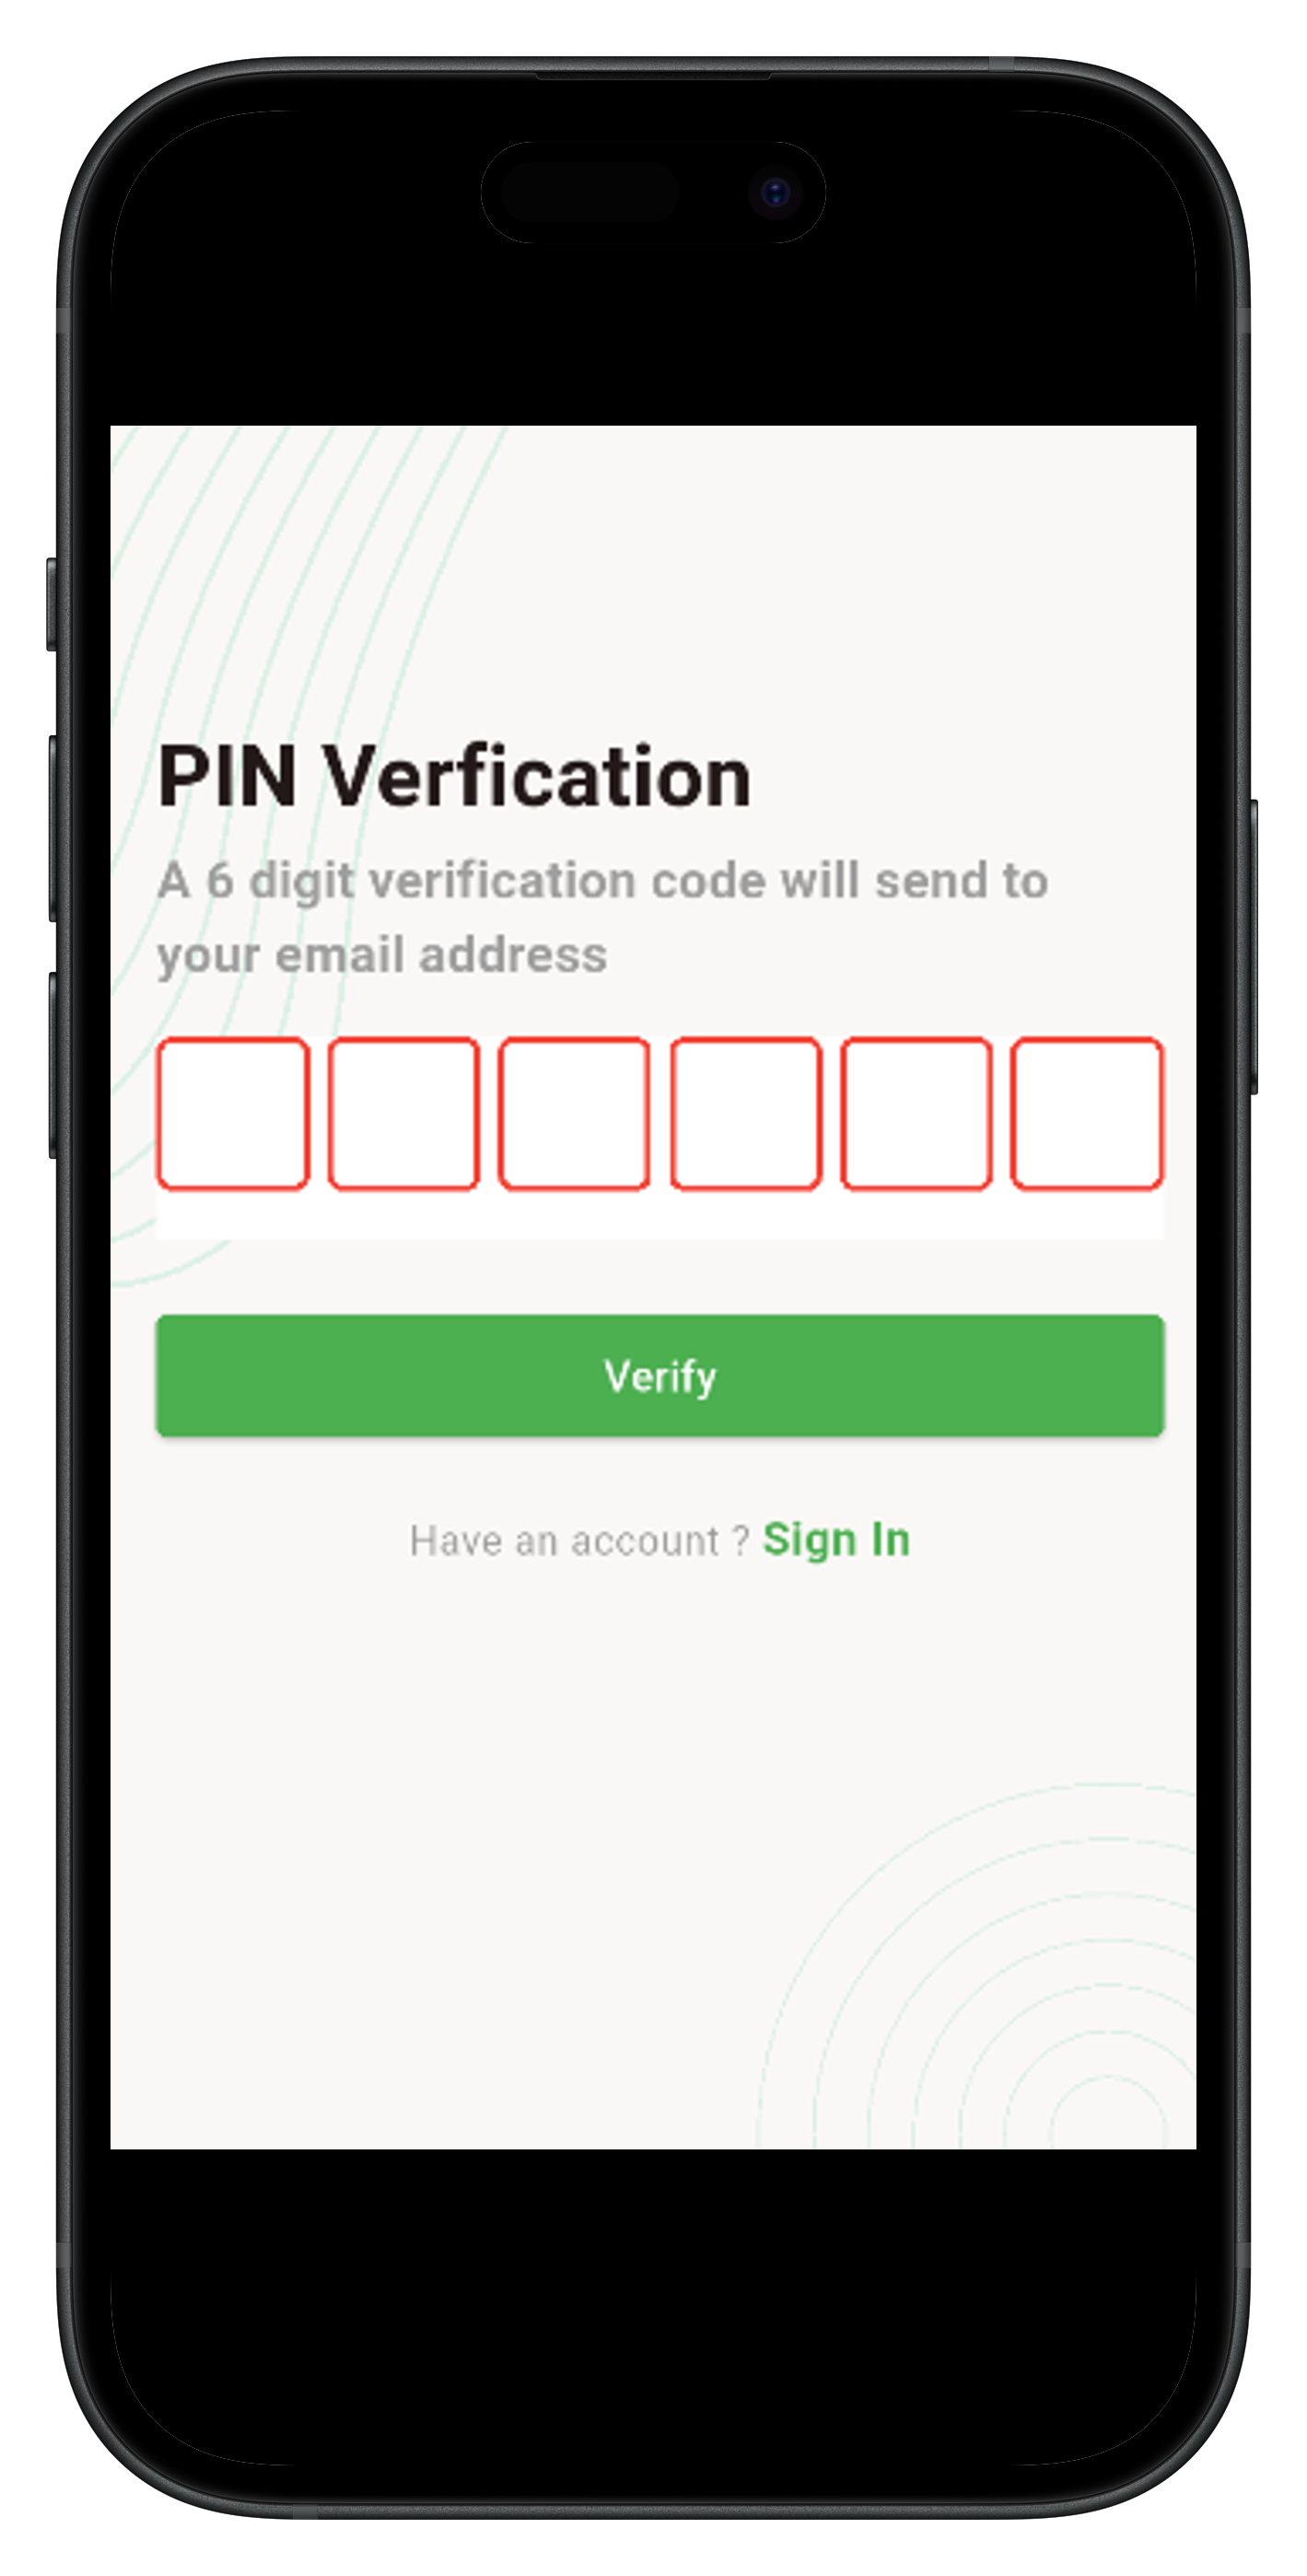 PIN Verfication
A 6 digit verification code will send to
your email address
Verify
Have an account ? Sign In